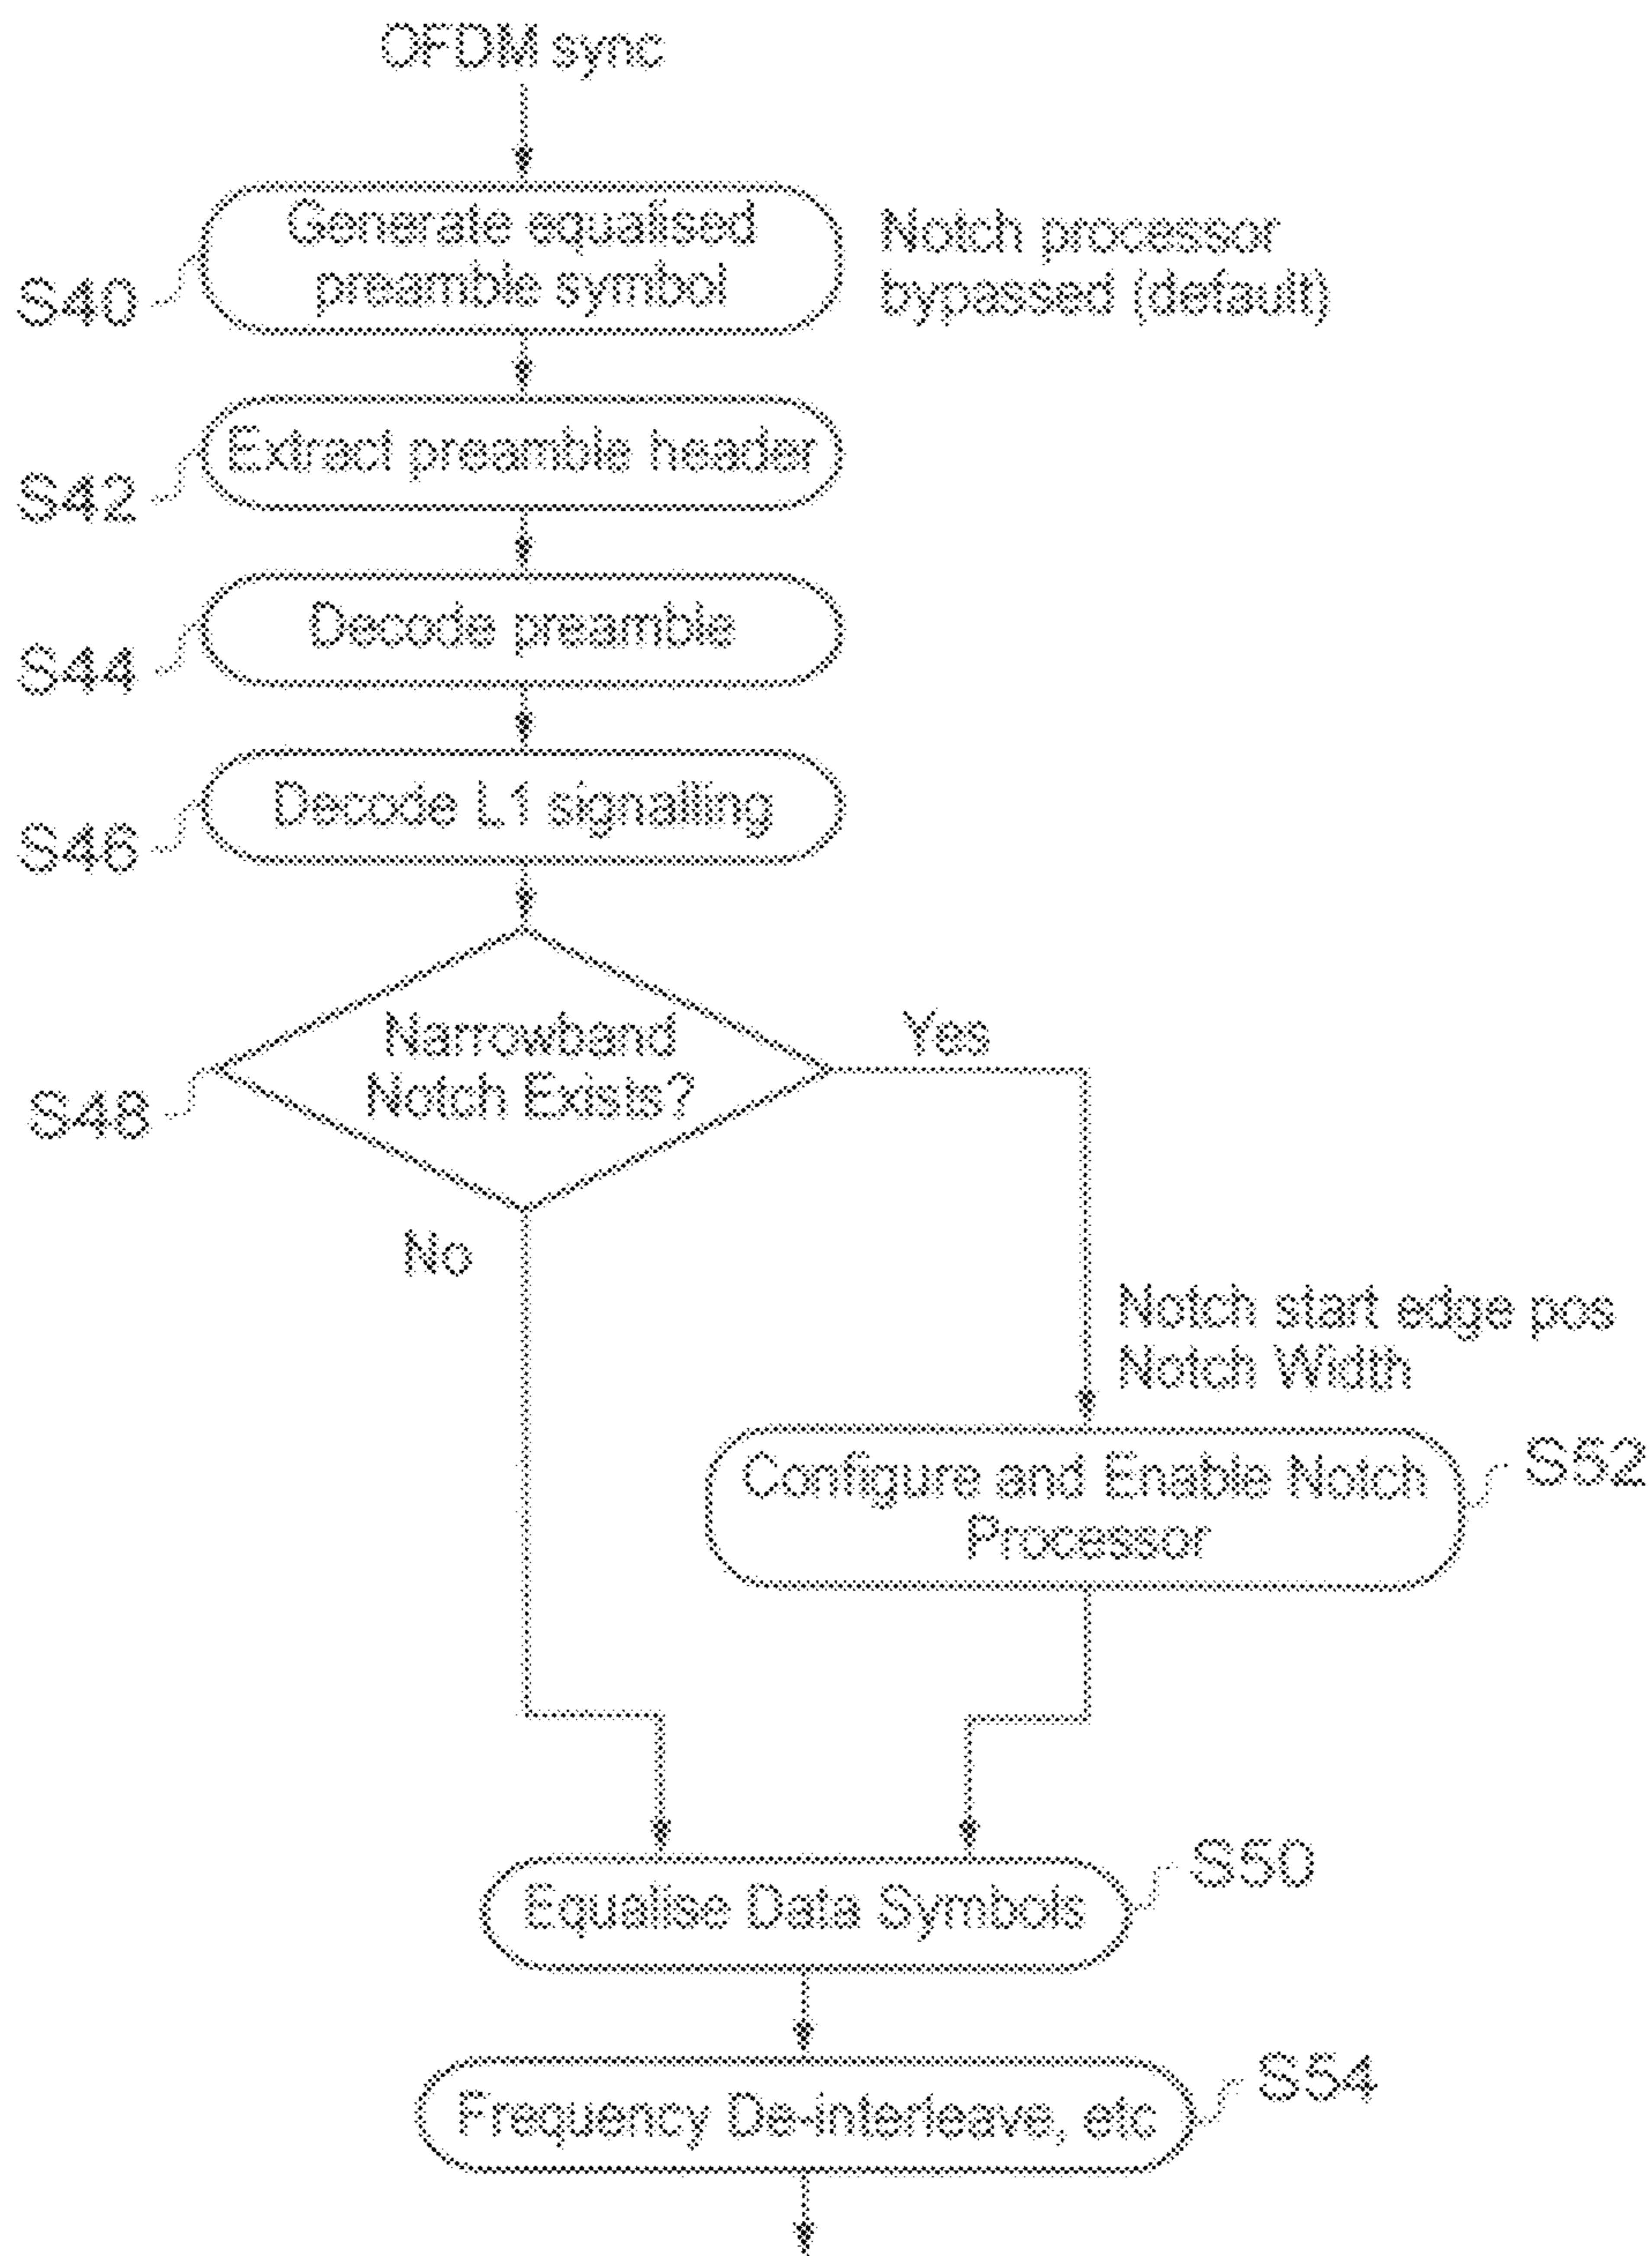 OFDM sync
Generate equalised
preamble symbol
Notch processor
bypassed (default)
S40
Extract preamble header
S42
Decode preamble
S44
Decode L1 signalling
S46
Narrowband
Notch Exists?
Yes
S48
No
Notch start edge pos
Notch Width
Configure and Enable Notch
Processor
S52
Equalise Data Symbols
S50
Frequency De-interleave, etc
S54